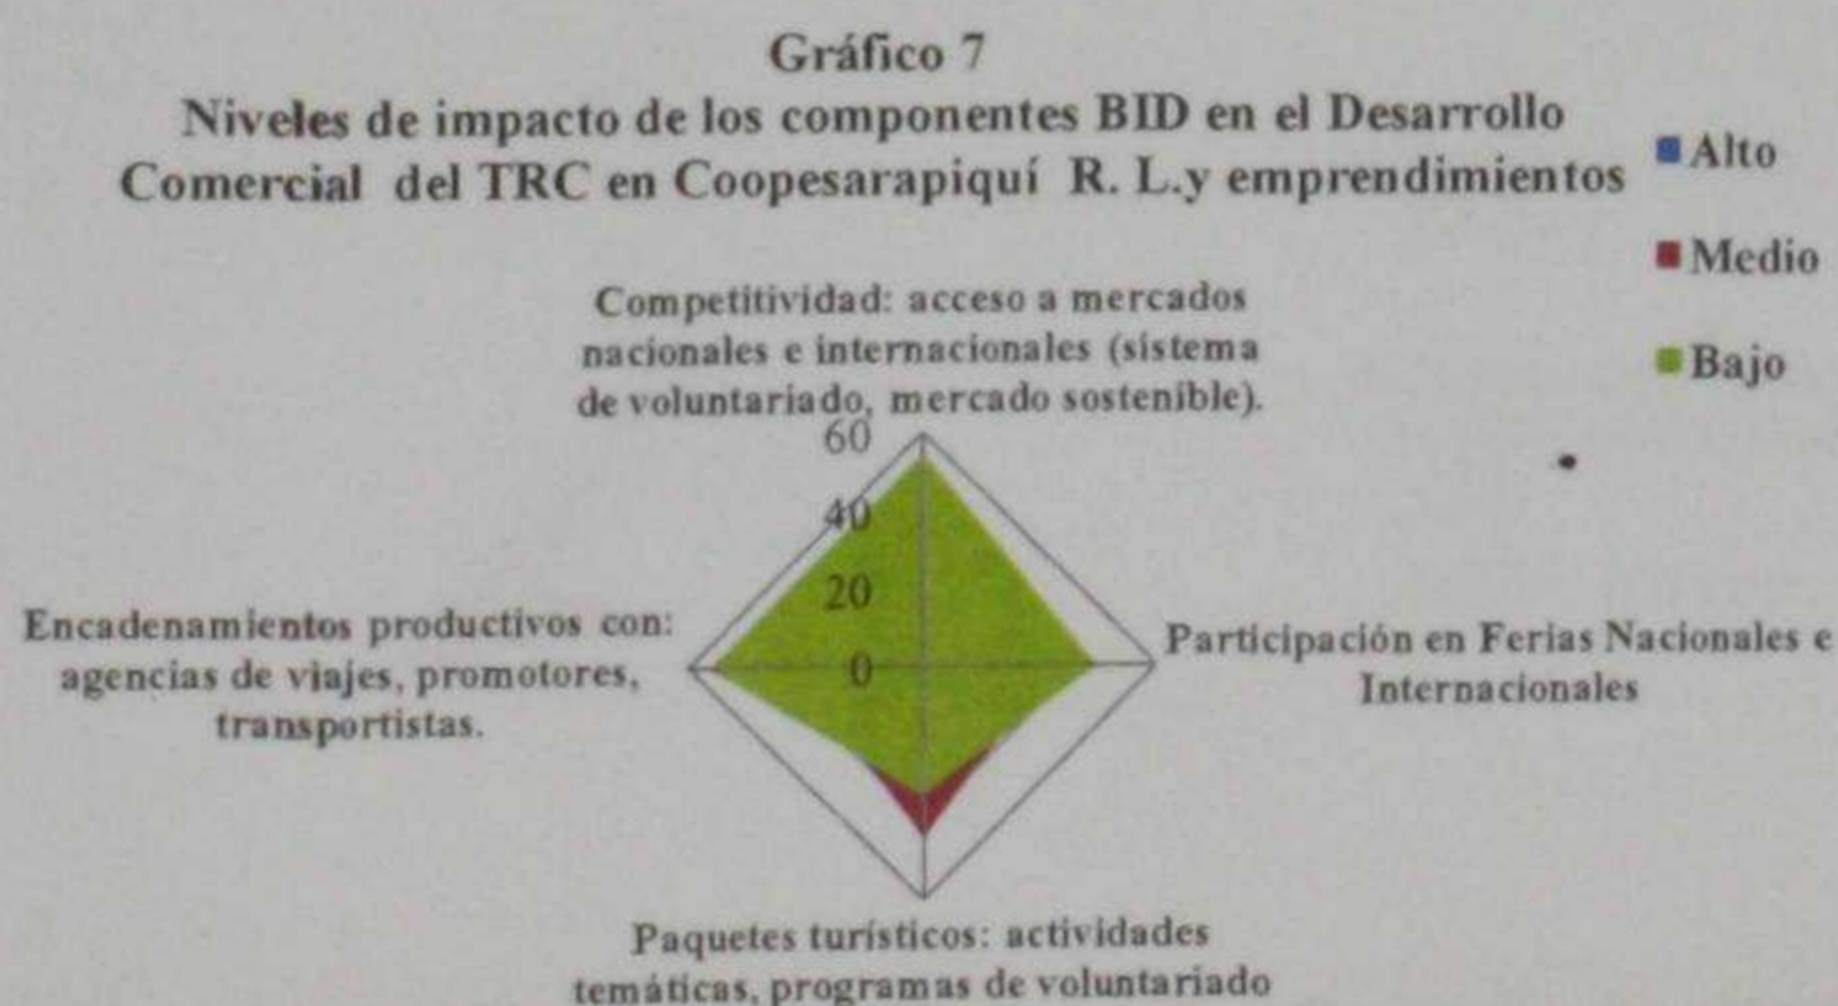 Gráfico 7
Niveles de impacto de los componentes BID en el Desarrollo
Comercial del TRC en Coopesarapiquí R. L.y emprendimientos
Alto
Medio
Bajo
Competitividad: acceso a mercados
nacionales e internacionales (sistema
de voluntariado, mercado sostenible).
60
40
20
0
Encadenamientos productivos con:
agencias de viajes, promotores,
transportistas.
Participación en Ferias Nacionales e
Internacionales
Paquetes turísticos: actividades
temáticas, programas de voluntariado